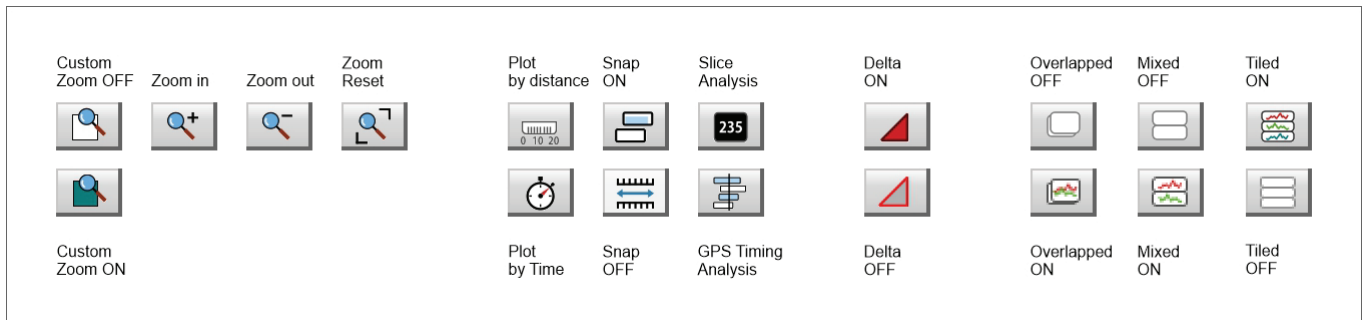 Custom
Zoom OFF
Zoom in
Zoom out
Zoom
Reset
Plot
by distance
Snap
ON
Slice
Analysis
Delta
ON
Overlapped
OFF
Mixed
OFF
Tiled
ON
0 10 20
235
Custom
Zoom ON
Plot
by Time
Snap
OFF
GPS Timing
Analysis
Delta
OFF
Overlapped
ON
Mixed
ON
Tiled
OFF